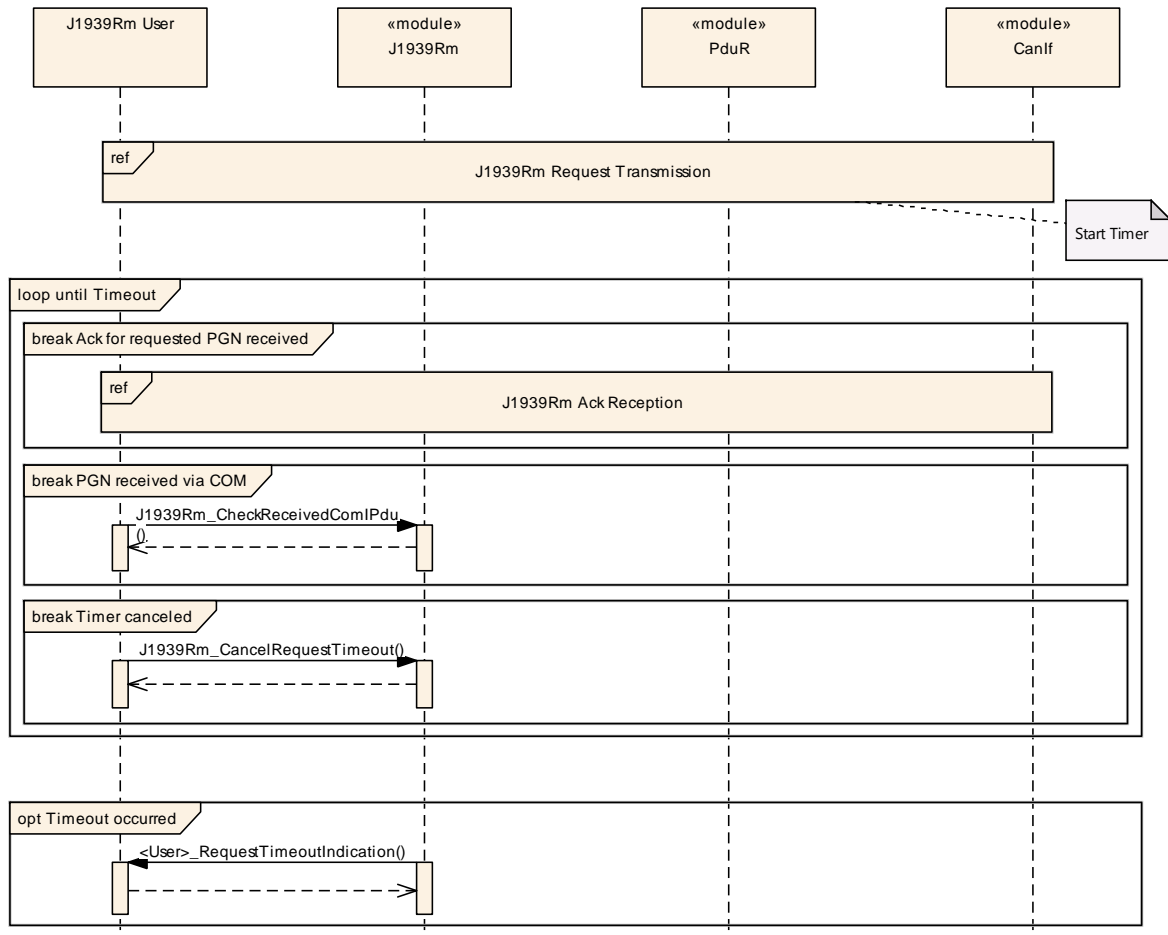 J1939Rm User
«module»
J1939Rm
«module»
PduR
«module»
CanIf
ref
J1939Rm Request Transmission
Start Timer
loop until Timeout
break Ack for requested PGN received
ref
J1939Rm Ack Reception
break PGN received via COM
J1939Rm_CheckReceivedComIPdu
()
break Timer canceled
J1939Rm_CancelRequestTimeout()
opt Timeout occurred
<User>_RequestTimeoutIndication()